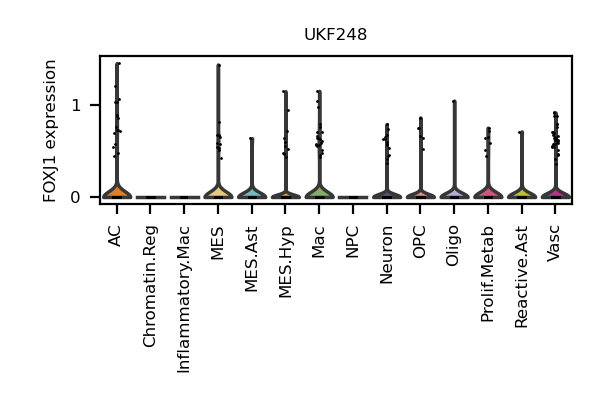 UKF248
FOXJ1 expression
1
0
AC
Chromatin.Reg
Inflammatory.Mac
MES
MES.Ast
MES.Hyp
Mac
NPC
Neuron
OPC
Oligo
Prolif.Metab
Reactive.Ast
Vasc